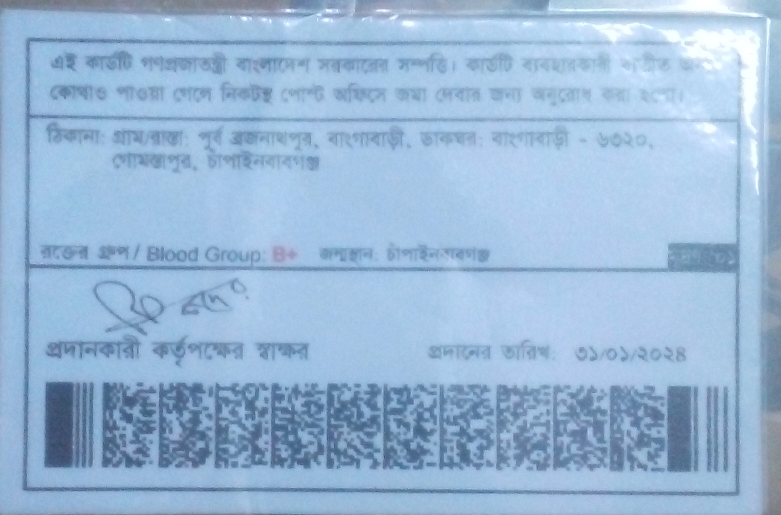 এই কার্ডটি গণপ্রজাতন্ত্রী বাংলাদেশ সরকারের সম্পত্তি। কার্ডটি ব্যবহারকারী ব্যতীত অন্য
কোথাও পাওয়া গেলে নিকটস্থ পোস্ট অফিসে জমা দেবার জন্য অনুরোধ করা হলো।
ঠিকানা: গ্রাম/রাস্তা: পূর্ব ব্রজনাথপুর, বাংগাবাড়ী, ডাকঘর: বাংগাবাড়ী - ৬৩২০,
গোমস্তাপুর, চাঁপাইনবাবগঞ্জ
রক্তের গ্রুপ / Blood Group: B+ জন্মস্থান: চাঁপাইনবাবগঞ্জ
প্রদানকারী কর্তৃপক্ষের স্বাক্ষর প্রদানের তারিখ: ৩১/০১/২০২৪